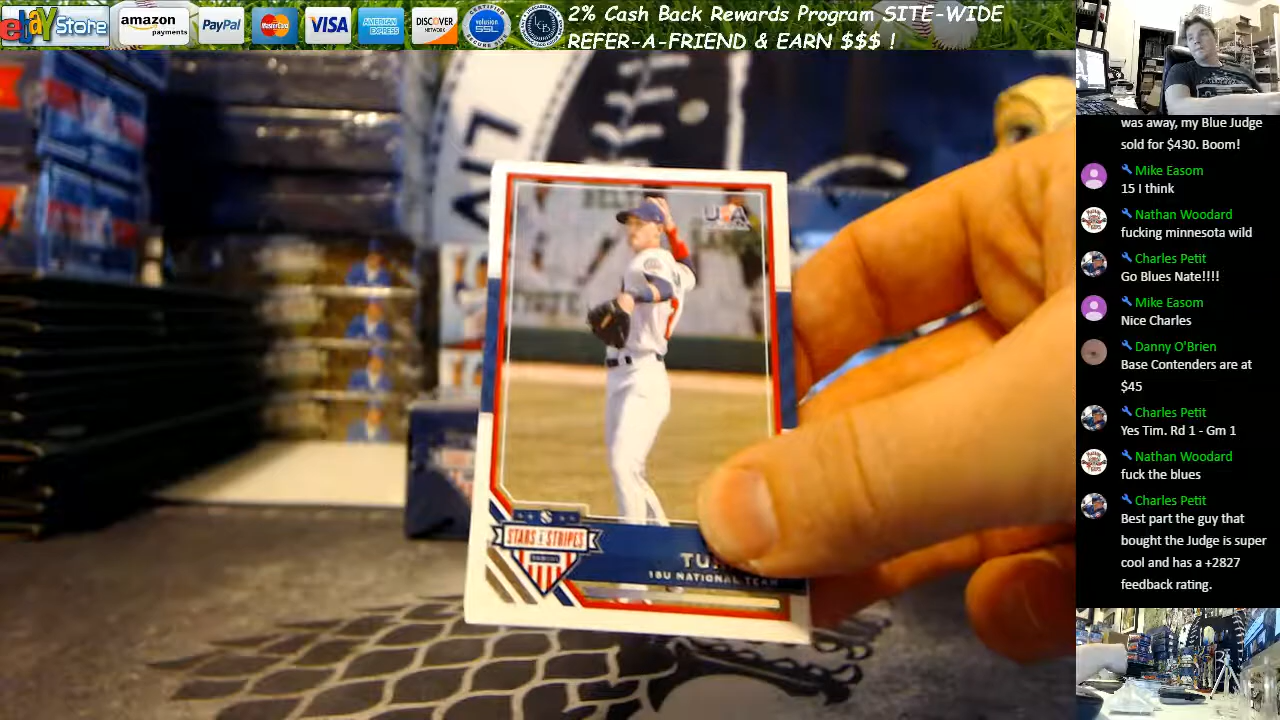 ebay Store
amazon
payments
PayPal
MasterCard
VISA
AMERICAN
EXPRESS
DISCOVER
NETWORK
volusion
SSL
2% Cash Back Rewards Program SITE-WIDE
REFER-A-FRIEND & EARN $$$ !
was away, my Blue Judge
sold for $430. Boom!
Mike Easom
15 I think
Nathan Woodard
fucking minnesota wild
Charles Petit
Go Blues Nate!!!!
Mike Easom
Nice Charles
Danny O'Brien
Base Contenders are at
$45
Charles Petit
Yes Tim. Rd 1 - Gm 1
Nathan Woodard
fuck the blues
Charles Petit
Best part the guy that
bought the Judge is super
cool and has a +2827
feedback rating.
USA
STARS & STRIPES
PANINI
18U NATIONAL TEAM